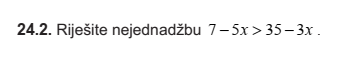 24.2. Riješite nejednadžbu 7 − 5x > 35 − 3x .